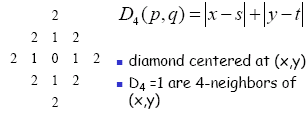 2
2 1 2
2 1 0 1 2
2 1 2
2
D₄(p,q)=|x−s|+|y−t|
▪ diamond centered at (x,y)
▪ D₄ =1 are 4-neighbors of
(x,y)